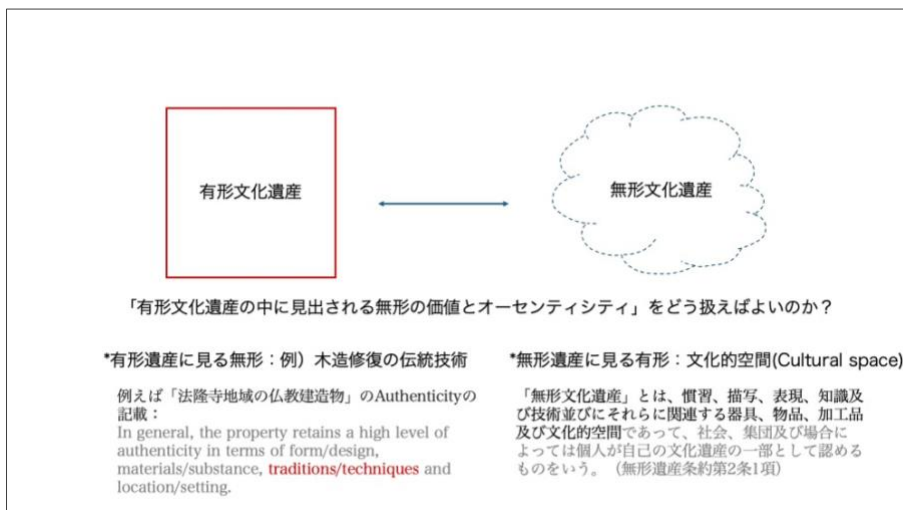 有形文化遺産
無形文化遺産
「有形文化遺産の中に見出される無形の価値とオーセンティシティ」をどう扱えばよいのか？
*有形遺産に見る無形：例）木造修復の伝統技術
例えば「法隆寺地域の仏教建造物」のAuthenticityの
記載：
In general, the property retains a high level of
authenticity in terms of form/design,
materials/substance, traditions/techniques and
location/setting.
*無形遺産に見る有形：文化的空間(Cultural space)
「無形文化遺産」とは、慣習、描写、表現、知識及
び技術並びにそれらに関連する器具、物品、加工品
及び文化的空間であって、社会、集団及び場合に
よっては個人が自己の文化遺産の一部として認める
ものをいう。（無形遺産条約第2条1項）